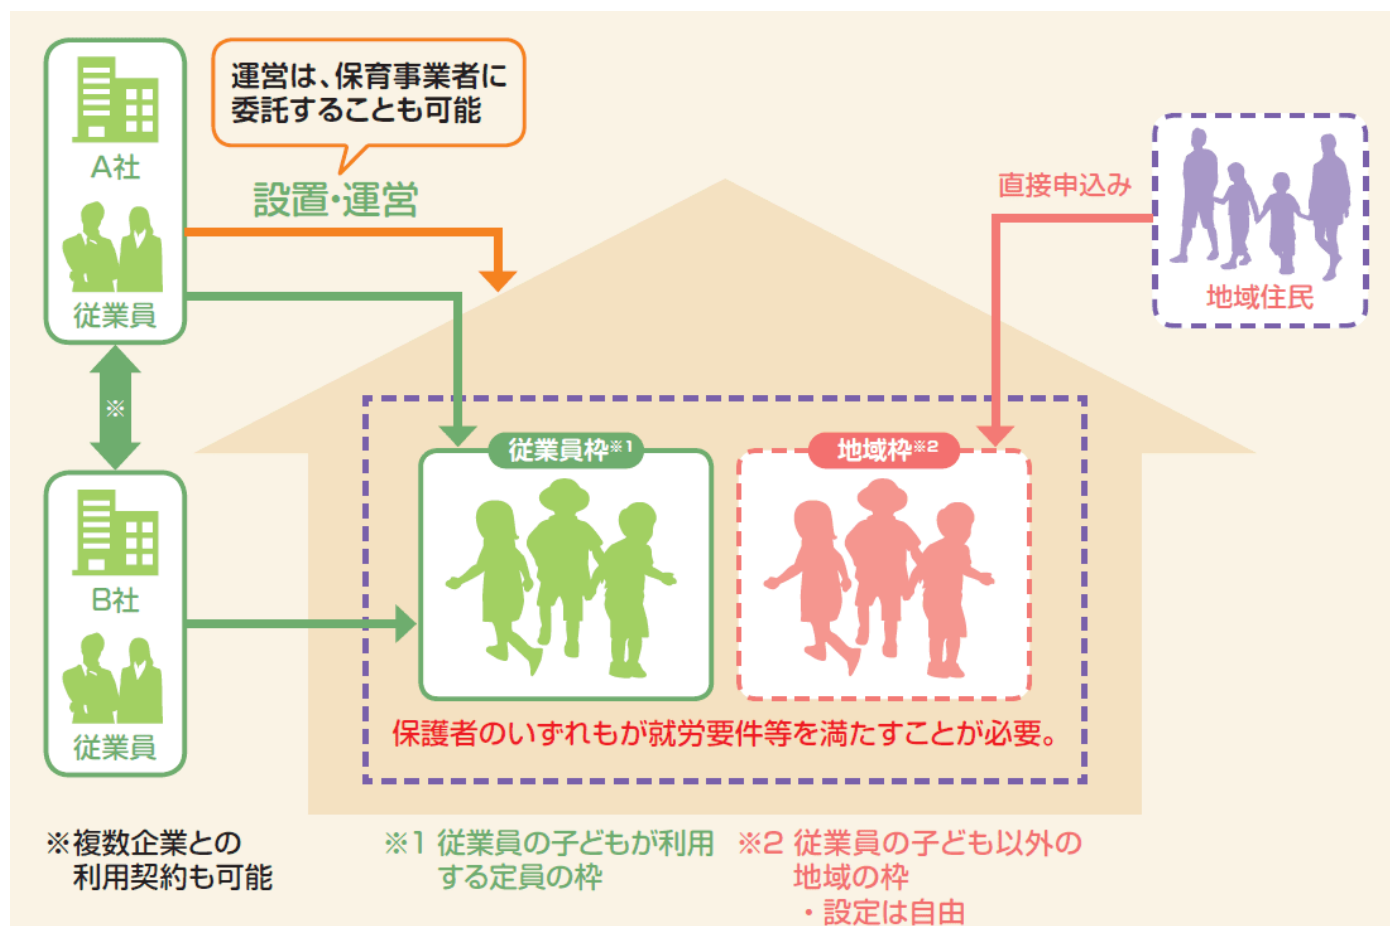 運営は、保育事業者に
委託することも可能
A社
設置・運営
従業員
直接申込み
地域住民
※
従業員枠※1
地域枠※2
B社
従業員
保護者のいずれもが就労要件等を満たすことが必要。
※複数企業との
利用契約も可能
※1 従業員の子どもが利用
する定員の枠
※2 従業員の子ども以外の
地域の枠
・設定は自由